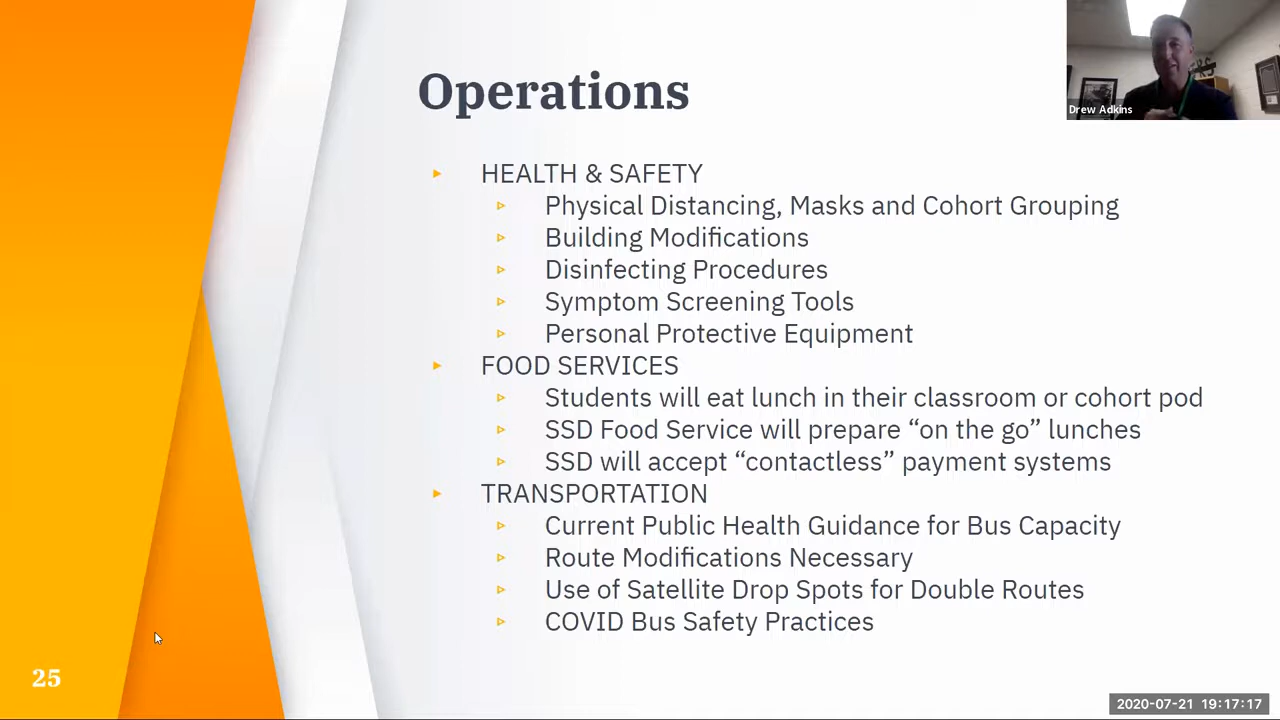 Operations
Drew Adkins
HEALTH & SAFETY
Physical Distancing, Masks and Cohort Grouping
Building Modifications
Disinfecting Procedures
Symptom Screening Tools
Personal Protective Equipment
FOOD SERVICES
Students will eat lunch in their classroom or cohort pod
SSD Food Service will prepare “on the go” lunches
SSD will accept “contactless” payment systems
TRANSPORTATION
Current Public Health Guidance for Bus Capacity
Route Modifications Necessary
Use of Satellite Drop Spots for Double Routes
COVID Bus Safety Practices
25
2020-07-21 19:17:17